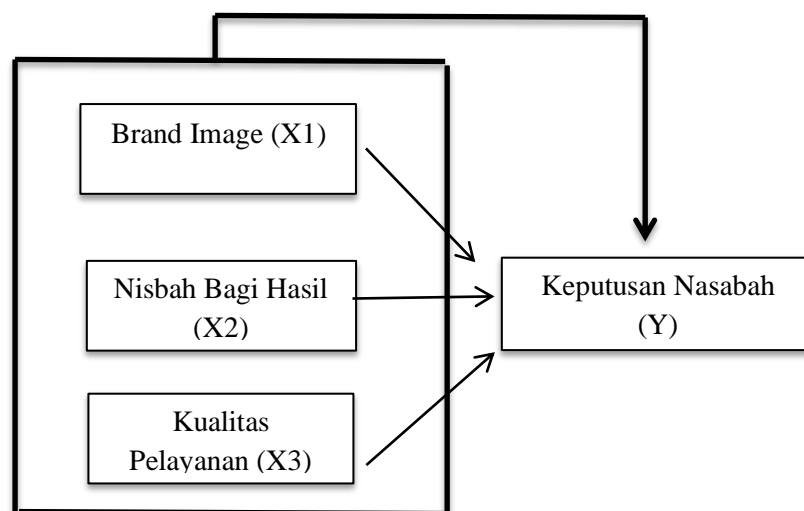 Brand Image (X1)
Nisbah Bagi Hasil
(X2)
Keputusan Nasabah
(Y)
Kualitas
Pelayanan (X3)